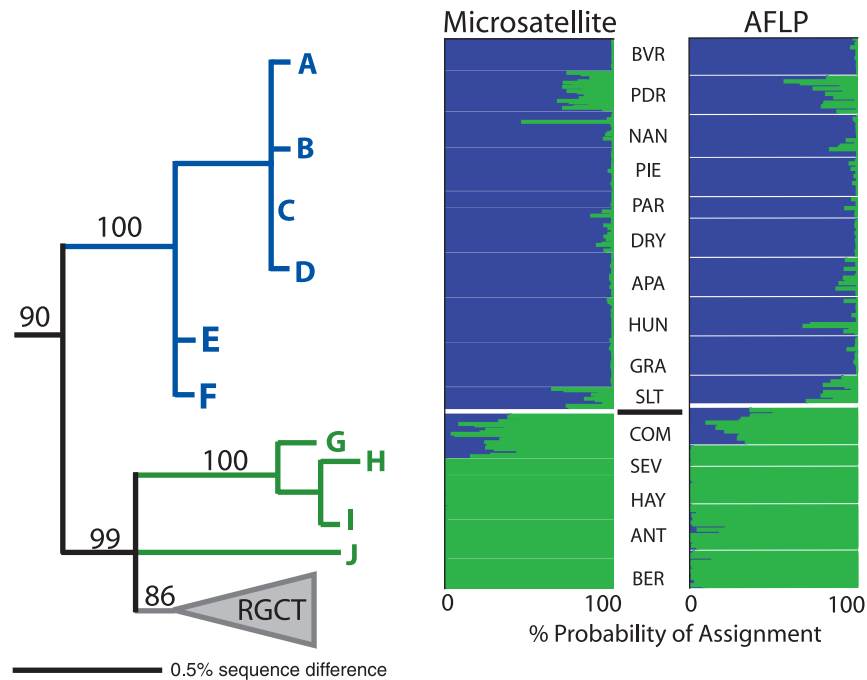 A
B
C
D
E
F
G
H
I
J
100
90
100
99
86
RGCT
0.5% sequence difference
Microsatellite
AFLP
BVR
PDR
NAN
PIE
PAR
DRY
APA
HUN
GRA
SLT
COM
SEV
HAY
ANT
BER
0 100 0 100
% Probability of Assignment